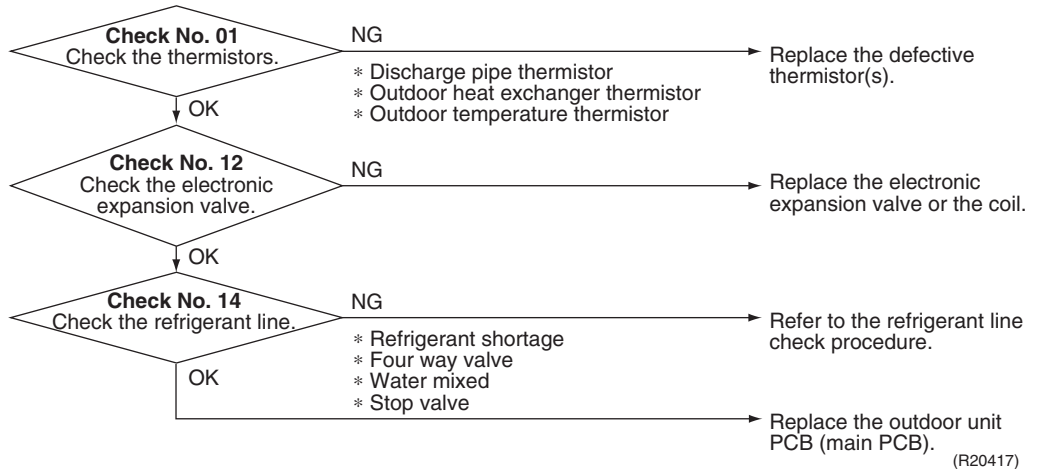 Check No. 01
Check the thermistors.
NG
* Discharge pipe thermistor
* Outdoor heat exchanger thermistor
* Outdoor temperature thermistor
Replace the defective
thermistor(s).
OK
Check No. 12
Check the electronic
expansion valve.
NG
Replace the electronic
expansion valve or the coil.
OK
Check No. 14
Check the refrigerant line.
NG
* Refrigerant shortage
* Four way valve
* Water mixed
* Stop valve
Refer to the refrigerant line
check procedure.
OK
Replace the outdoor unit
PCB (main PCB).
(R20417)